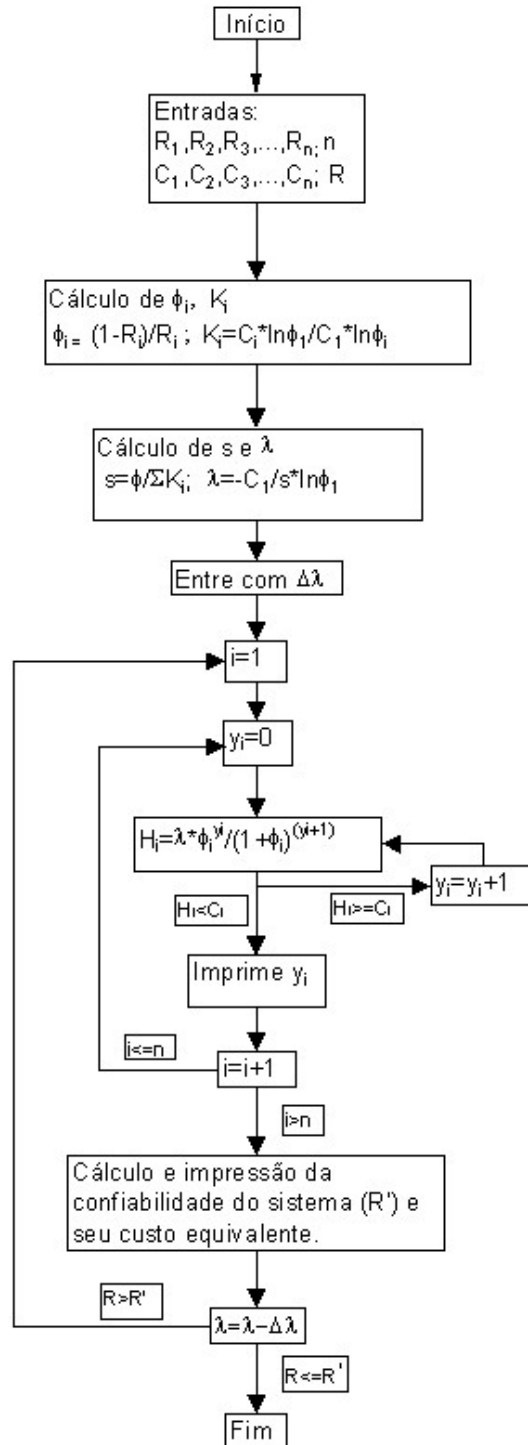 Início
Entradas:
R₁,R₂,R₃,...,Rₙ; n
C₁,C₂,C₃,...,Cₙ; R
Cálculo de ϕᵢ, Kᵢ
ϕᵢ= (1-Rᵢ)/Rᵢ ; Kᵢ=Cᵢ*lnϕ₁/C₁*lnϕᵢ
Cálculo de s e λ
s=ϕ/ΣKᵢ; λ=-C₁/s*lnϕ₁
Entre com Δλ
i=1
yᵢ=0
Hᵢ=λ*ϕᵢ^yi/(1+ϕᵢ)^(yi+1)
yᵢ=yᵢ+1
Hᵢ<Cᵢ
Hᵢ>=Cᵢ
Imprime yᵢ
i<=n
i=i+1
i>n
Cálculo e impressão da
confiabilidade do sistema (R') e
seu custo equivalente.
R>R'
λ=λ-Δλ
R<=R'
Fim